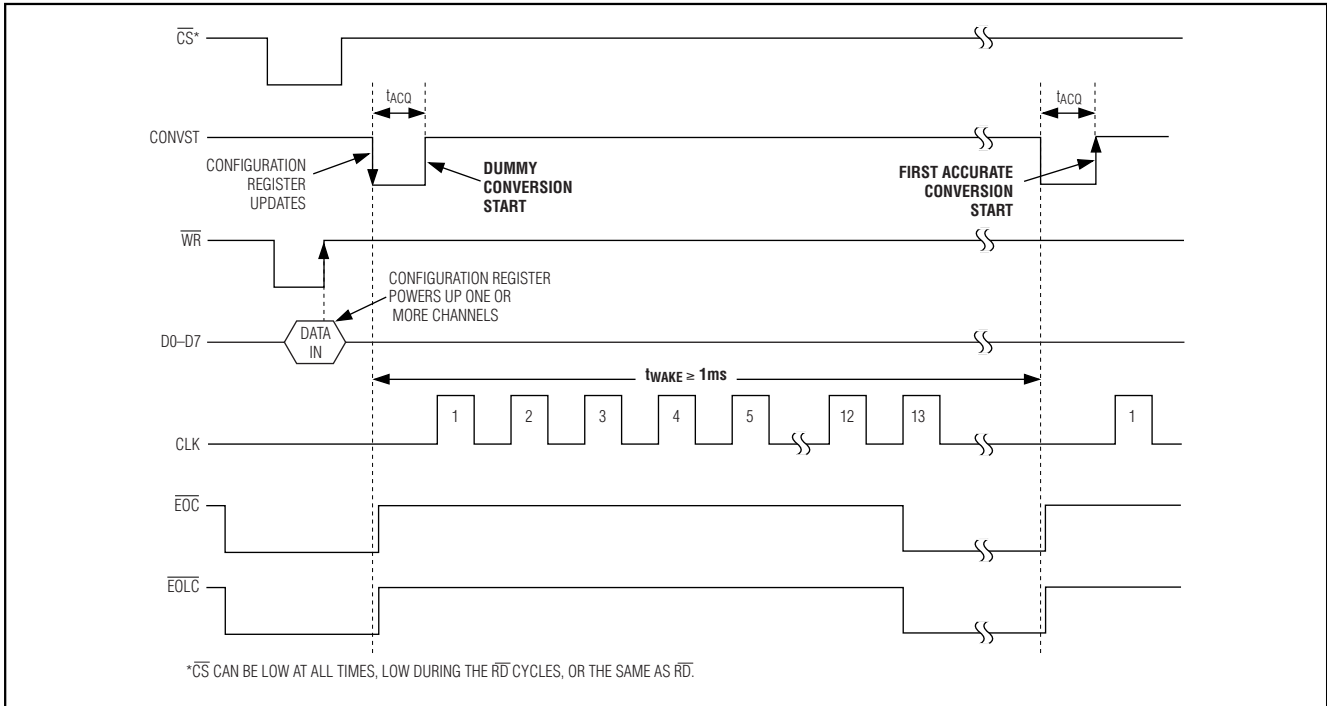 CS*
tACQ
tACQ
CONVST
CONFIGURATION
REGISTER
UPDATES
DUMMY
CONVERSION
START
FIRST ACCURATE
CONVERSION
START
WR
CONFIGURATION REGISTER
POWERS UP ONE OR
MORE CHANNELS
D0–D7
DATA
IN
tWAKE ≥ 1ms
1 2 3 4 5 12 13 1
CLK
EOC
EOLC
*CS CAN BE LOW AT ALL TIMES, LOW DURING THE RD CYCLES, OR THE SAME AS RD.